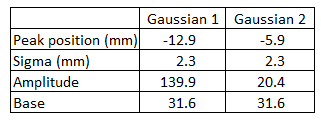 Gaussian 1 Gaussian 2
Peak position (mm) -12.9 -5.9
Sigma (mm) 2.3 2.3
Amplitude 139.9 20.4
Base 31.6 31.6